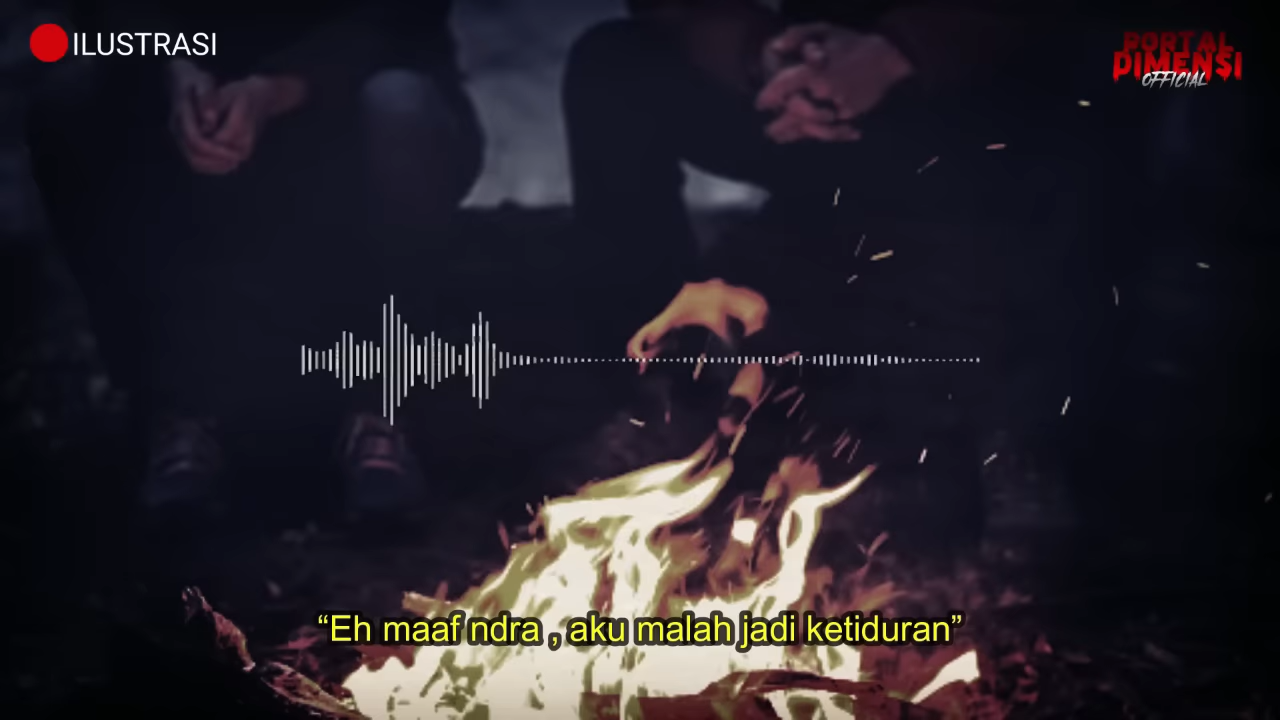 ILUSTRASI
PORTAL
DIMENSI
OFFICIAL
“Eh maaf ndra , aku malah jadi ketiduran”